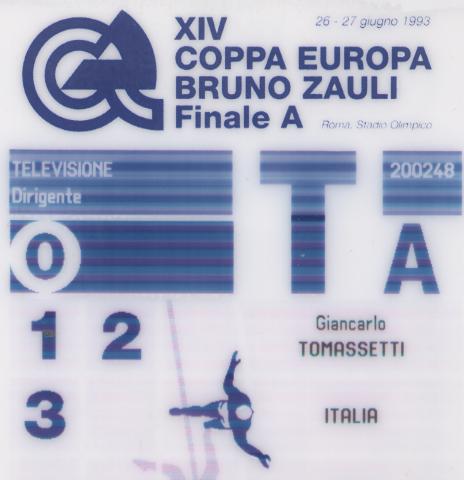 XIV
26 - 27 giugno 1993
COPPA EUROPA
BRUNO ZAULI
Finale A
Roma, Stadio Olimpico
TELEVISIONE
Dirigente
T
200248
0
A
1 2
Giancarlo
TOMASSETTI
3
ITALIA